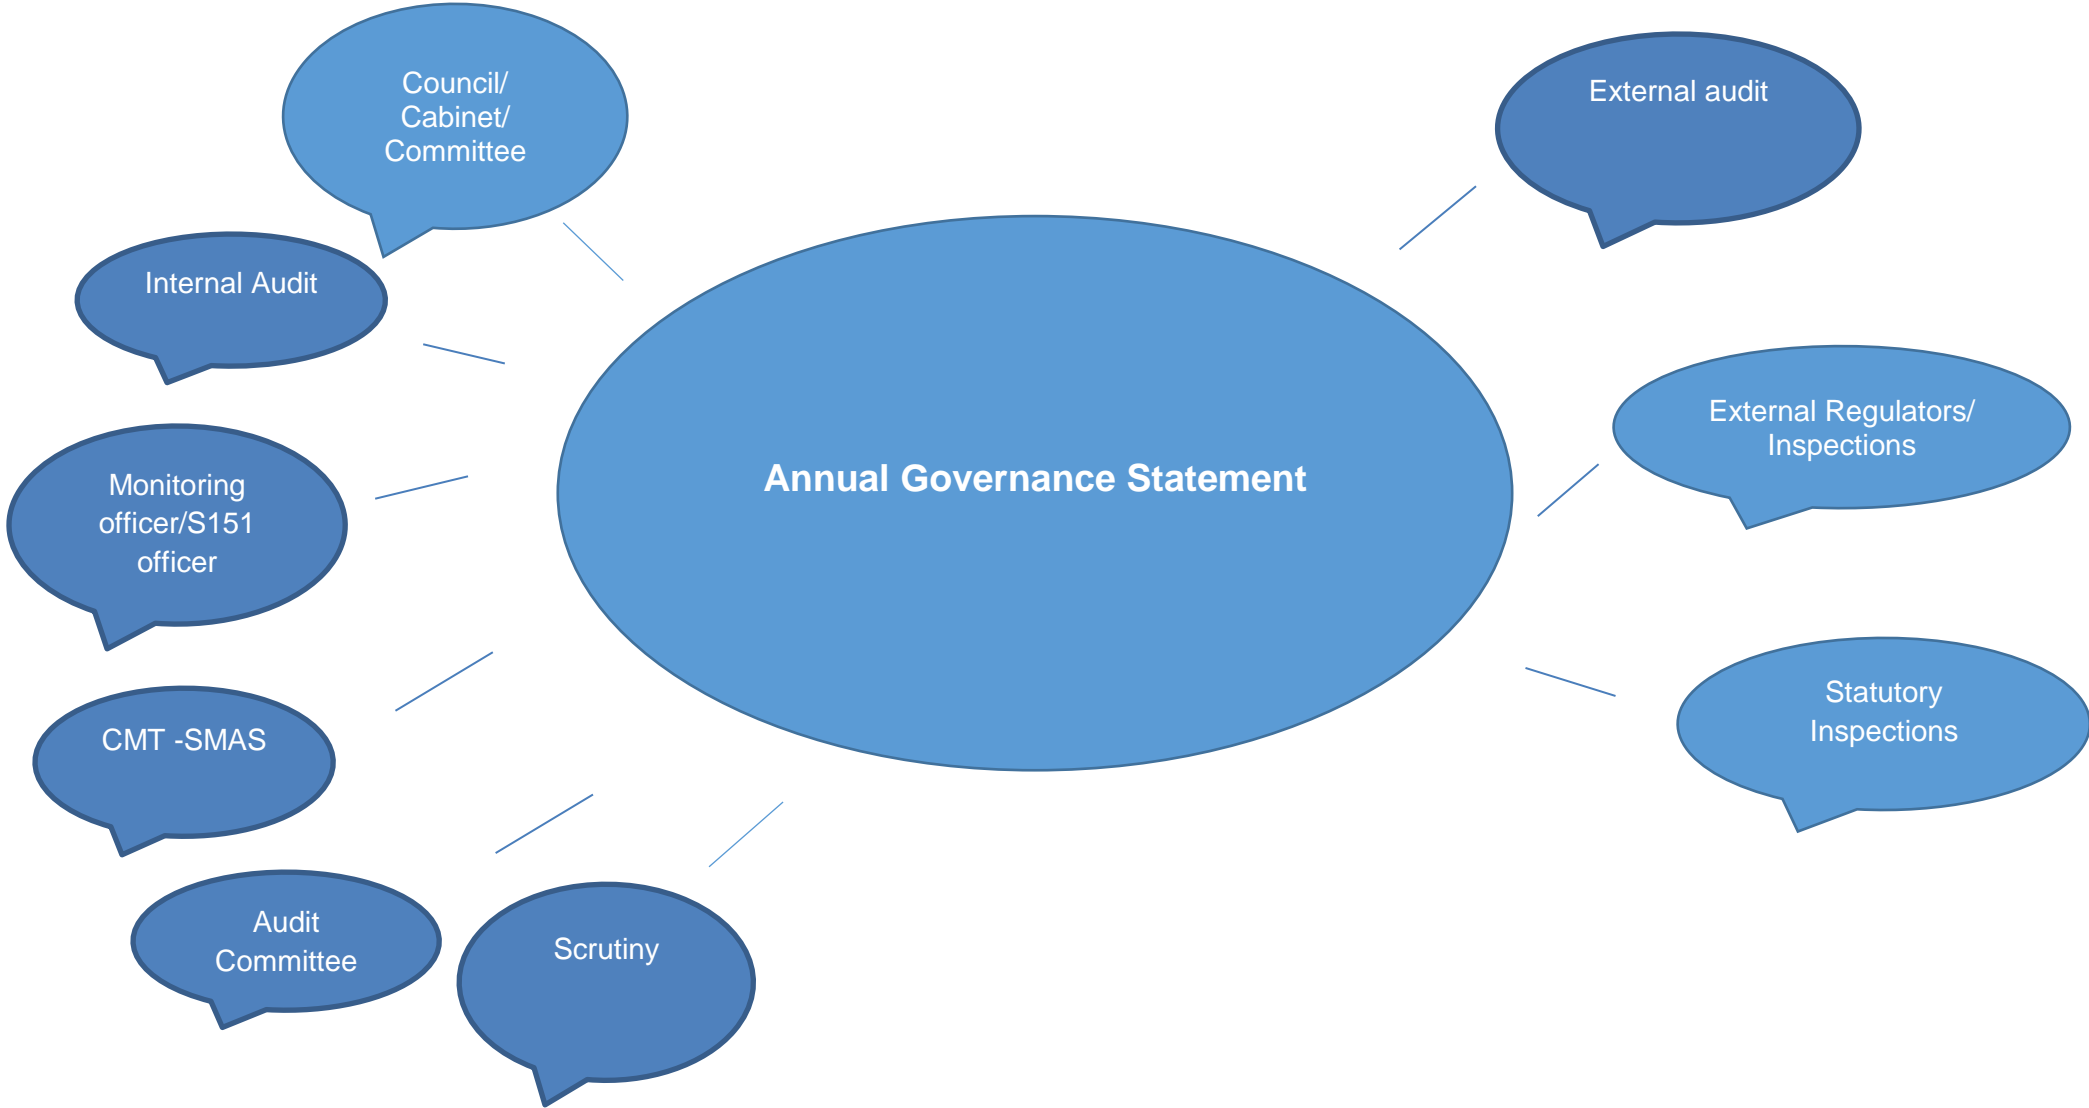 Council/
Cabinet/
Committee
External audit
Internal Audit
External Regulators/
Inspections
Annual Governance Statement
Monitoring
officer/S151
officer
Statutory
Inspections
CMT -SMAS
Audit
Committee
Scrutiny